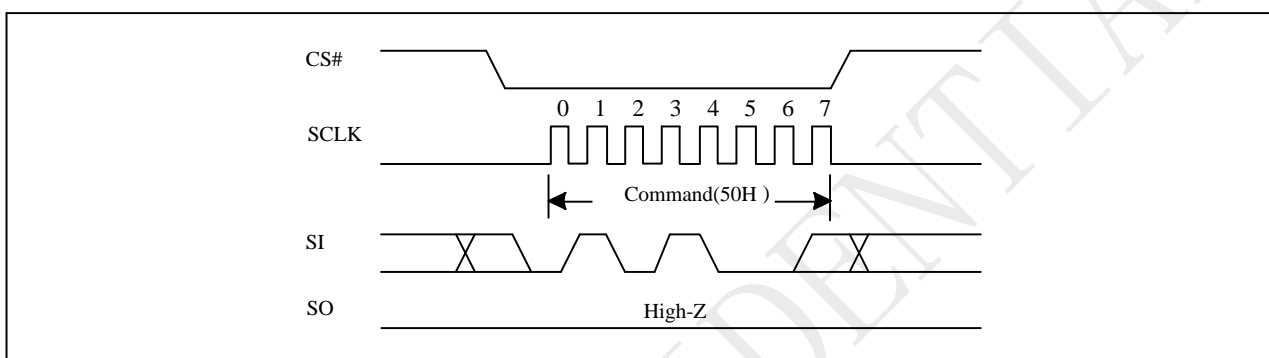 CS#
0 1 2 3 4 5 6 7
SCLK
Command(50H )
SI
SO High-Z